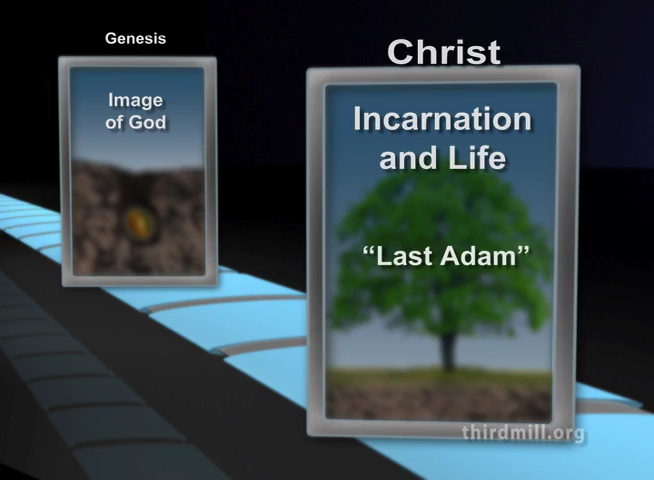 Genesis
Image
of God
Christ
Incarnation
and Life
“Last Adam”
thirdmill.org